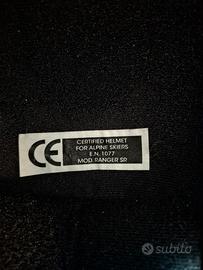 CE
CERTIFIED HELMET
FOR ALPINE SKIERS
E.N. 1077
MOD. RANGER SR
subito